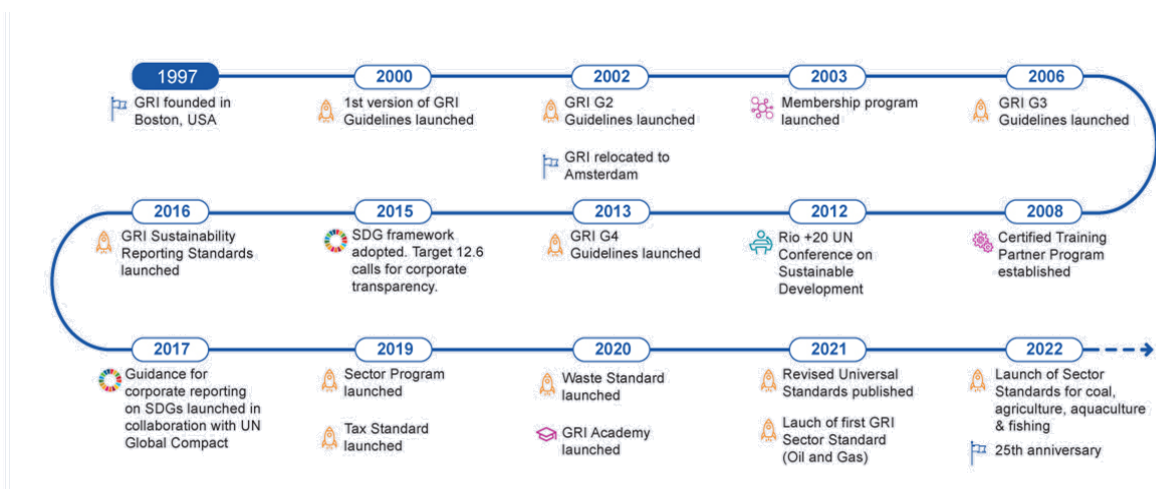 1997
GRI founded in
Boston, USA
2000
1st version of GRI
Guidelines launched
2002
GRI G2
Guidelines launched
GRI relocated to
Amsterdam
2003
Membership program
launched
2006
GRI G3
Guidelines launched
2008
Certified Training
Partner Program
established
2012
Rio +20 UN
Conference on
Sustainable
Development
2013
GRI G4
Guidelines launched
2015
SDG framework
adopted. Target 12.6
calls for corporate
transparency.
2016
GRI Sustainability
Reporting Standards
launched
2017
Guidance for
corporate reporting
on SDGs launched in
collaboration with UN
Global Compact
2019
Sector Program
launched
Tax Standard
launched
2020
Waste Standard
launched
GRI Academy
launched
2021
Revised Universal
Standards published
Lauch of first GRI
Sector Standard
(Oil and Gas)
2022
Launch of Sector
Standards for coal,
agriculture, aquaculture
& fishing
25th anniversary